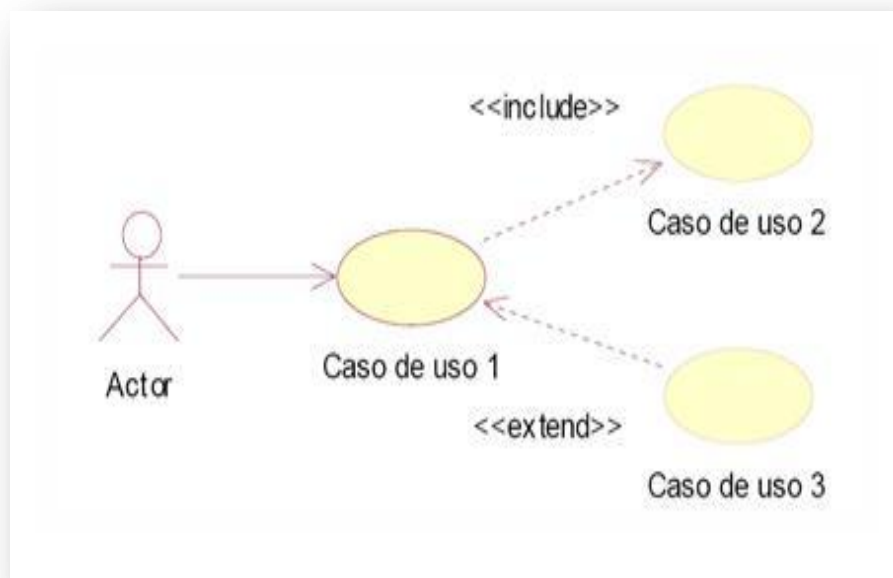 <<include>>
Caso de uso 2
Caso de uso 1
Actor
<<extend>>
Caso de uso 3